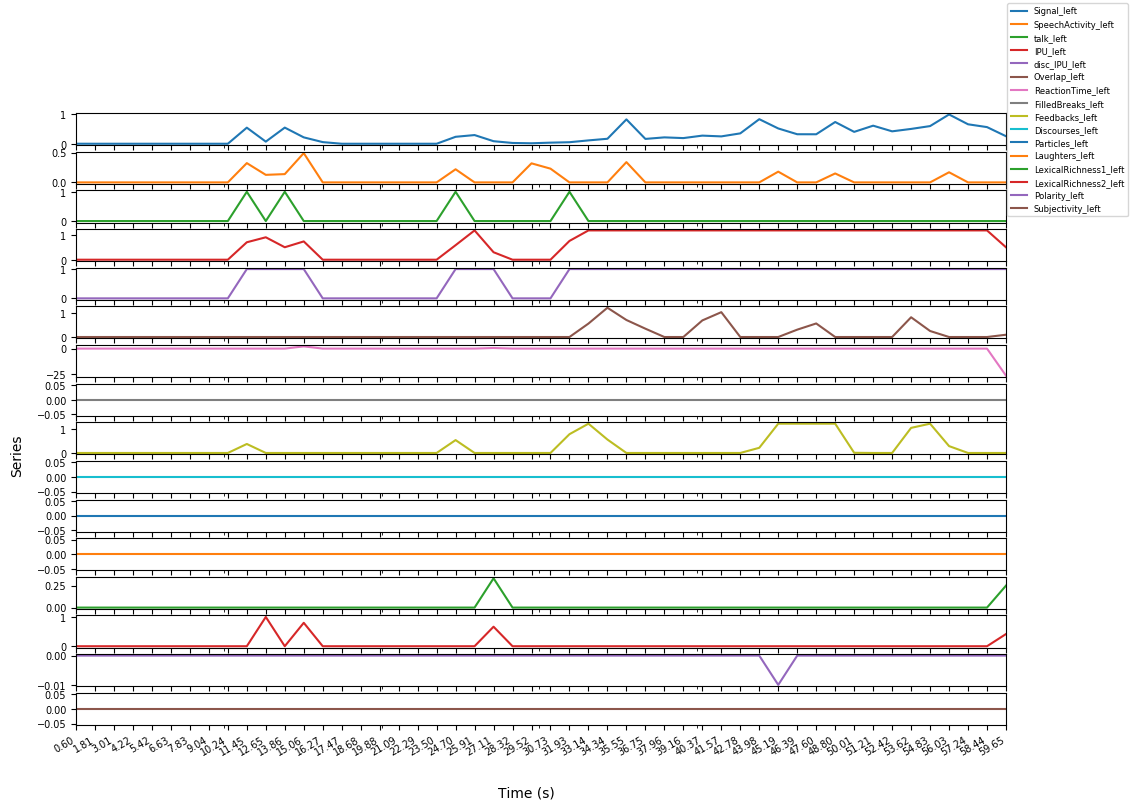 Signal_left
SpeechActivity_left
talk_left
IPU_left
disc_IPU_left
Overlap_left
ReactionTime_left
FilledBreaks_left
Feedbacks_left
Discourses_left
Particles_left
Laughters_left
LexicalRichness1_left
LexicalRichness2_left
Polarity_left
Subjectivity_left
1
0
0.5
0.0
1
0
1
0
1
0
1
0
0
−25
0.05
0.00
−0.05
1
0
0.05
0.00
−0.05
0.05
0.00
−0.05
0.05
0.00
−0.05
0.25
0.00
1
0
0.00
−0.01
0.05
0.00
−0.05
Series
0.60 1.81 3.01 4.22 5.42 6.63 7.83 9.04 10.24 11.45 12.65 13.86 15.06 16.27 17.47 18.68 19.88 21.09 22.29 23.50 24.70 25.91 27.11 28.32 29.52 30.73 31.93 33.14 34.34 35.55 36.75 37.96 39.16 40.37 41.57 42.78 43.98 45.19 46.39 47.60 48.80 50.01 51.21 52.42 53.62 54.83 56.03 57.24 58.44 59.65
Time (s)